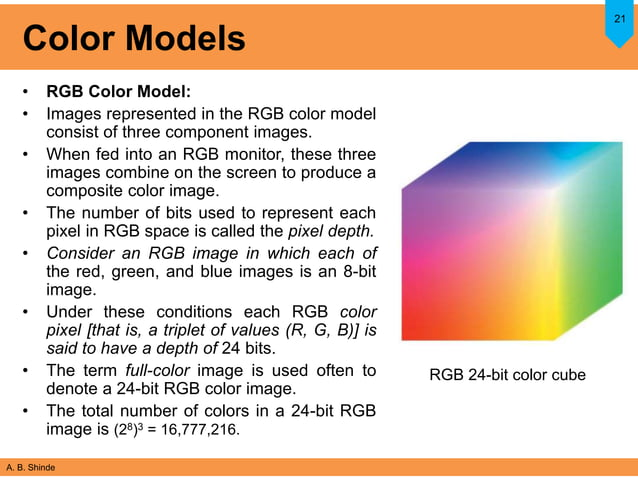 21
Color Models
• RGB Color Model:
• Images represented in the RGB color model
consist of three component images.
• When fed into an RGB monitor, these three
images combine on the screen to produce a
composite color image.
• The number of bits used to represent each
pixel in RGB space is called the pixel depth.
• Consider an RGB image in which each of
the red, green, and blue images is an 8-bit
image.
• Under these conditions each RGB color
pixel [that is, a triplet of values (R, G, B)] is
said to have a depth of 24 bits.
• The term full-color image is used often to
denote a 24-bit RGB color image.
• The total number of colors in a 24-bit RGB
image is (2⁸)³ = 16,777,216.
RGB 24-bit color cube
A. B. Shinde